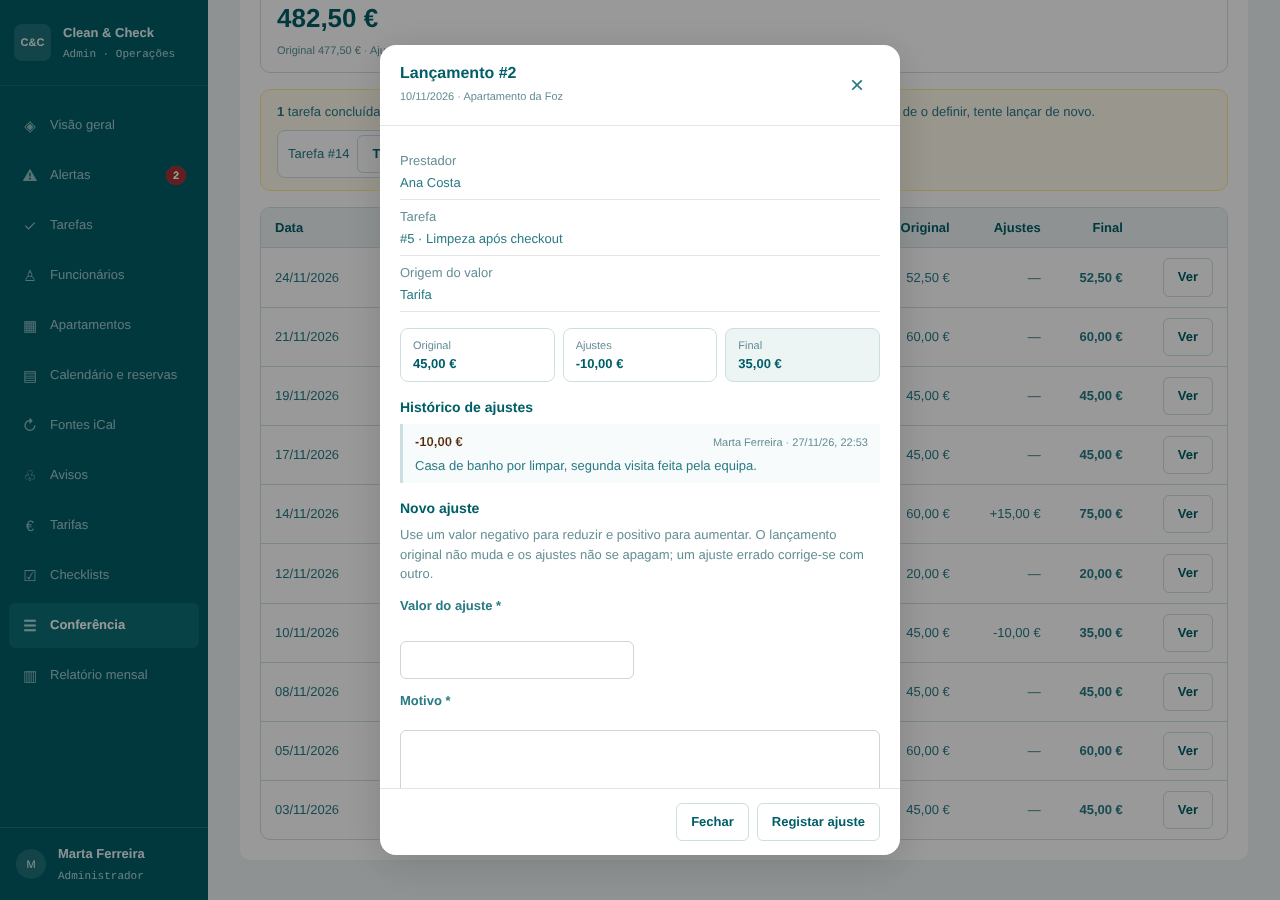 C&C
Clean & Check
Admin · Operações
Visão geral
Alertas
2
Tarefas
Funcionários
Apartamentos
Calendário e reservas
Fontes iCal
Avisos
€ Tarifas
Checklists
Conferência
Relatório mensal
M
Marta Ferreira
Administrador
482,50 €
Original 477,50 €
1 tarefa concluída
de o definir, tente lançar de novo.
Tarefa #14
Data Original Ajustes Final
24/11/2026 52,50 € — 52,50 € Ver
21/11/2026 60,00 € — 60,00 € Ver
19/11/2026 45,00 € — 45,00 € Ver
17/11/2026 45,00 € — 45,00 € Ver
14/11/2026 60,00 € +15,00 € 75,00 € Ver
12/11/2026 20,00 € — 20,00 € Ver
10/11/2026 45,00 € -10,00 € 35,00 € Ver
08/11/2026 45,00 € — 45,00 € Ver
05/11/2026 60,00 € — 60,00 € Ver
03/11/2026 45,00 € — 45,00 € Ver
Lançamento #2
10/11/2026 · Apartamento da Foz
Prestador
Ana Costa
Tarefa
#5 · Limpeza após checkout
Origem do valor
Tarifa
Original
45,00 €
Ajustes
-10,00 €
Final
35,00 €
Histórico de ajustes
-10,00 €
Marta Ferreira · 27/11/26, 22:53
Casa de banho por limpar, segunda visita feita pela equipa.
Novo ajuste
Use um valor negativo para reduzir e positivo para aumentar. O lançamento
original não muda e os ajustes não se apagam; um ajuste errado corrige-se com
outro.
Valor do ajuste *
Motivo *
Fechar
Registar ajuste